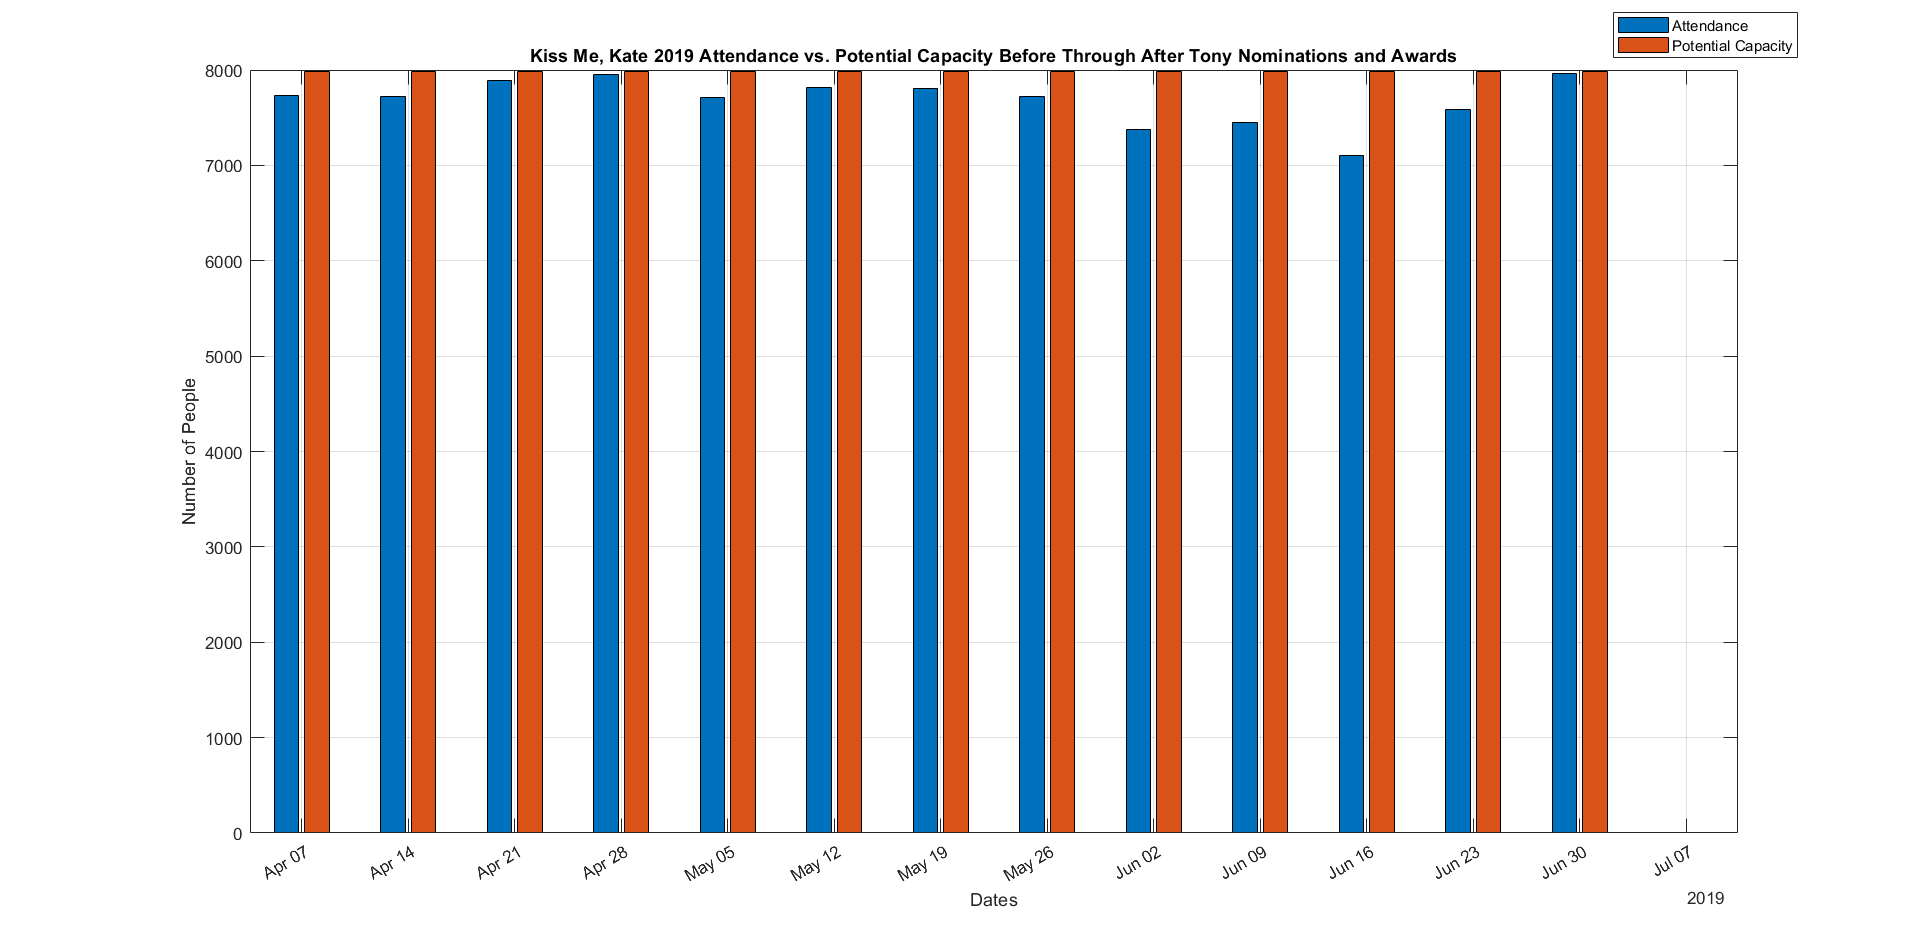 Attendance
Potential Capacity
Kiss Me, Kate 2019 Attendance vs. Potential Capacity Before Through After Tony Nominations and Awards
8000
7000
6000
5000
4000
3000
2000
1000
0
Number of People
Apr 07
Apr 14
Apr 21
Apr 28
May 05
May 12
May 19
May 26
Jun 02
Jun 09
Jun 16
Jun 23
Jun 30
Jul 07
Dates
2019